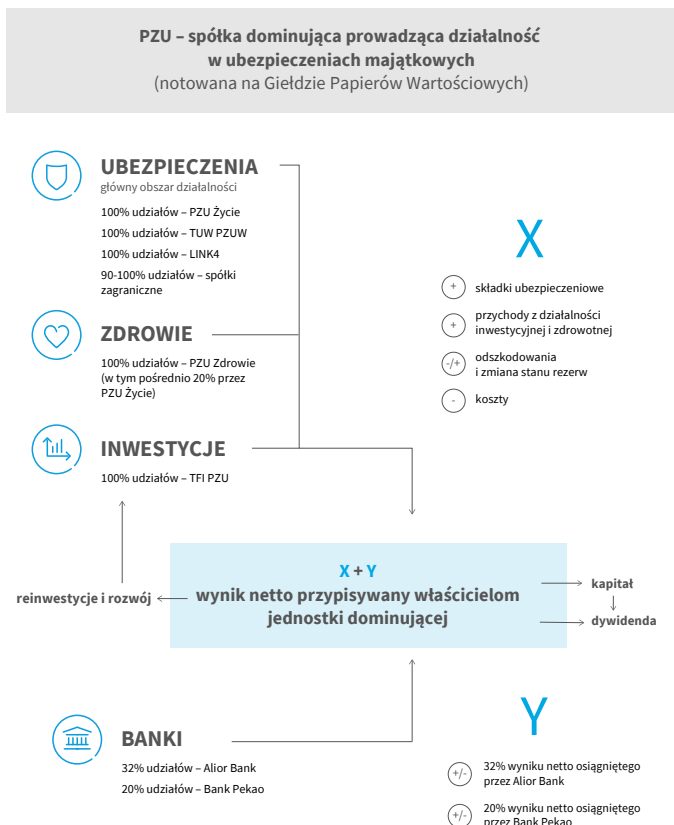 PZU – spółka dominująca prowadząca działalność
w ubezpieczeniach majątkowych
(notowana na Giełdzie Papierów Wartościowych)
UBEZPIECZENIA
główny obszar działalności
100% udziałów – PZU Życie
100% udziałów – TUW PZUW
100% udziałów – LINK4
90-100% udziałów – spółki
zagraniczne
ZDROWIE
100% udziałów – PZU Zdrowie
(w tym pośrednio 20% przez
PZU Życie)
INWESTYCJE
100% udziałów – TFI PZU
X
+ składki ubezpieczeniowe
+ przychody z działalności
inwestycyjnej i zdrowotnej
-/+ odszkodowania
i zmiana stanu rezerw
- koszty
X + Y
wynik netto przypisywany właścicielom
jednostki dominującej
reinwestycje i rozwój
kapitał
dywidenda
BANKI
32% udziałów – Alior Bank
20% udziałów – Bank Pekao
Y
+/- 32% wyniku netto osiągniętego
przez Alior Bank
+/- 20% wyniku netto osiągniętego
przez Bank Pekao